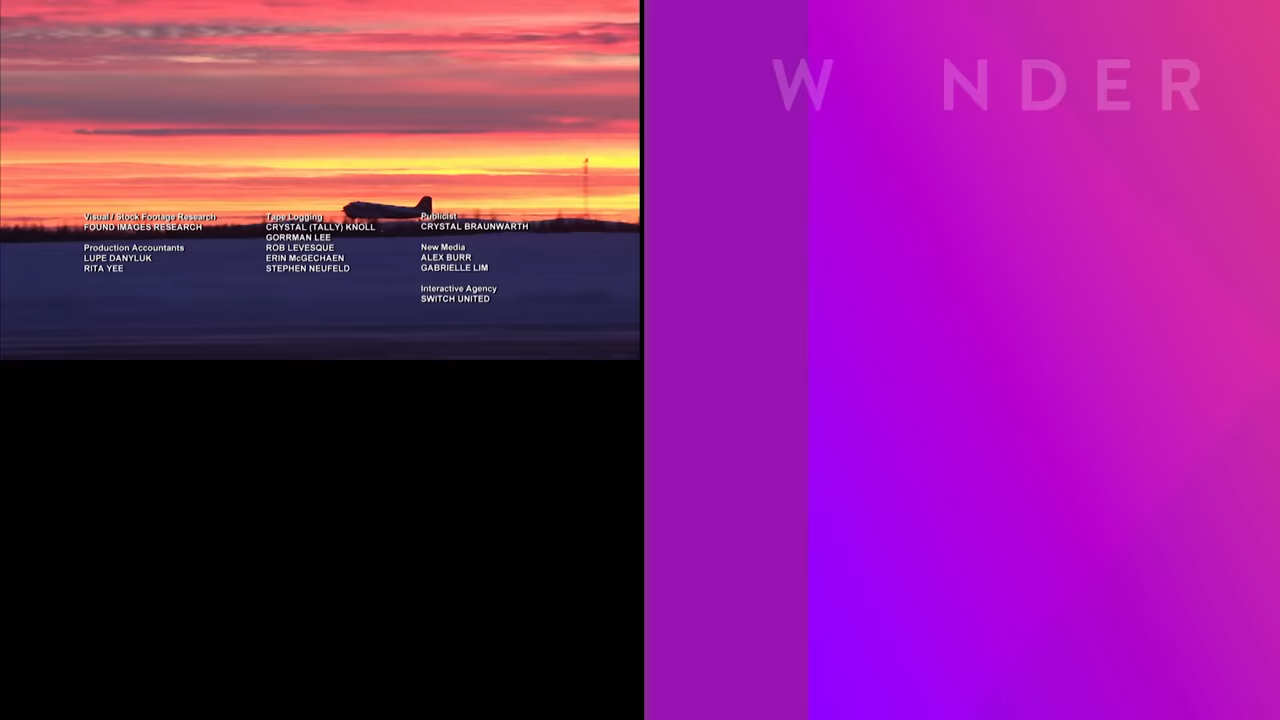 Visual / Stock Footage Research
FOUND IMAGES RESEARCH
Production Accountants
LUPE DANYLUK
RITA YEE
Tape Logging
CRYSTAL (TALLY) KNOLL
GORRMAN LEE
ROB LEVESQUE
ERIN McGECHAEN
STEPHEN NEUFELD
Publicist
CRYSTAL BRAUNWARTH
New Media
ALEX BURR
GABRIELLE LIM
Interactive Agency
SWITCH UNITED
W NDER